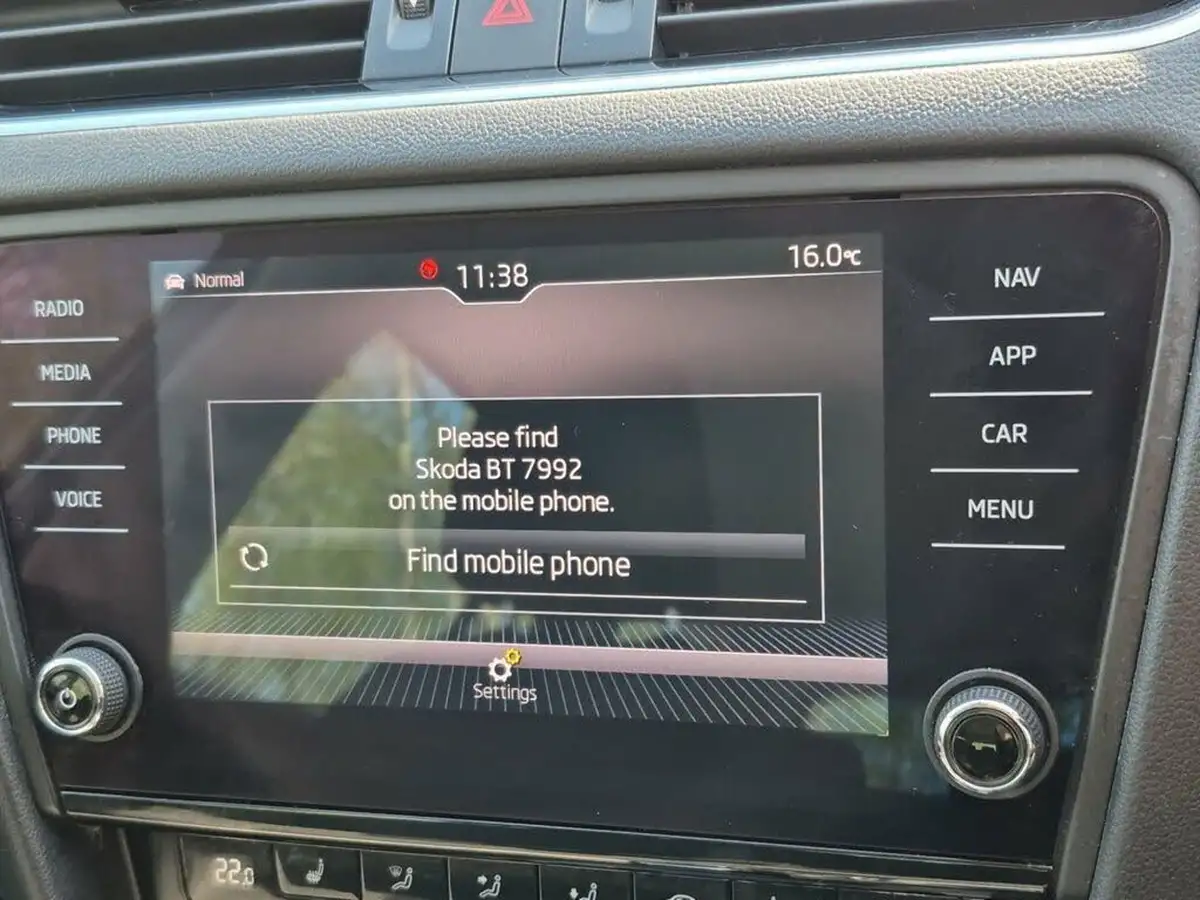 Normal
11:38
16.0°C
RADIO
MEDIA
PHONE
VOICE
Please find
Skoda BT 7992
on the mobile phone.
Find mobile phone
Settings
NAV
APP
CAR
MENU
22.0